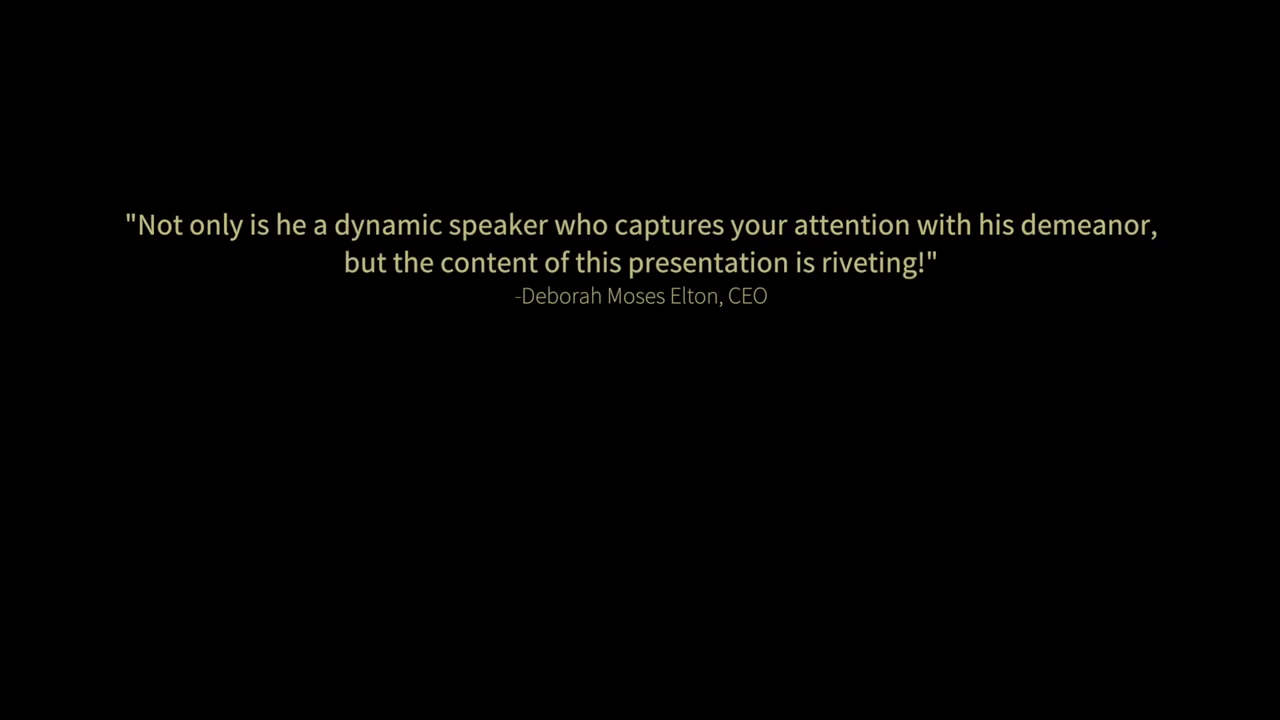 "Not only is he a dynamic speaker who captures your attention with his demeanor,
but the content of this presentation is riveting!"
-Deborah Moses Elton, CEO